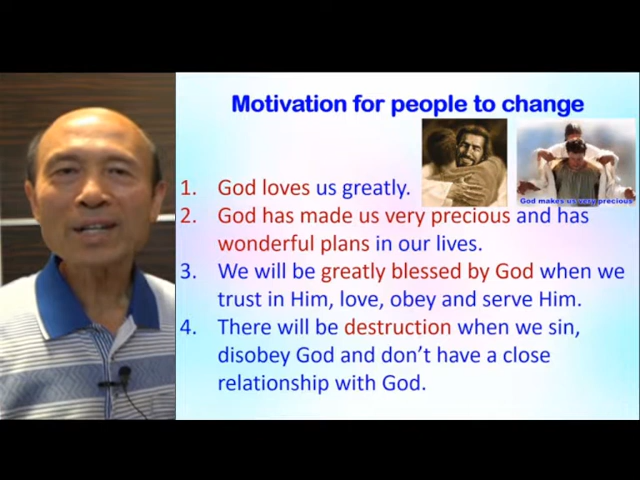 Motivation for people to change
God makes us very precious
1. God loves us greatly.
2. God has made us very precious and has
wonderful plans in our lives.
3. We will be greatly blessed by God when we
trust in Him, love, obey and serve Him.
4. There will be destruction when we sin,
disobey God and don't have a close
relationship with God.